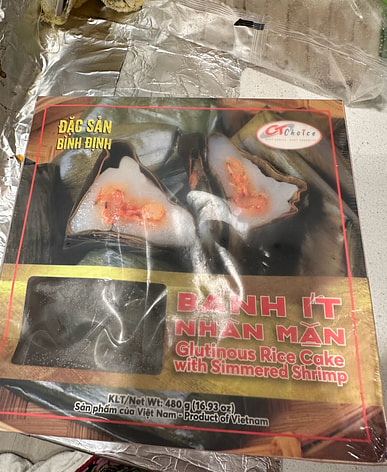 ĐẶC SẢN
BÌNH ĐỊNH
CT Choice
BÁNH ÍT
NHÂN MẶN
Glutinous Rice Cake
with Simmered Shrimp
KLT/Net Wt: 480 g (16.93 oz)
Sản phẩm của Việt Nam - Product of Vietnam